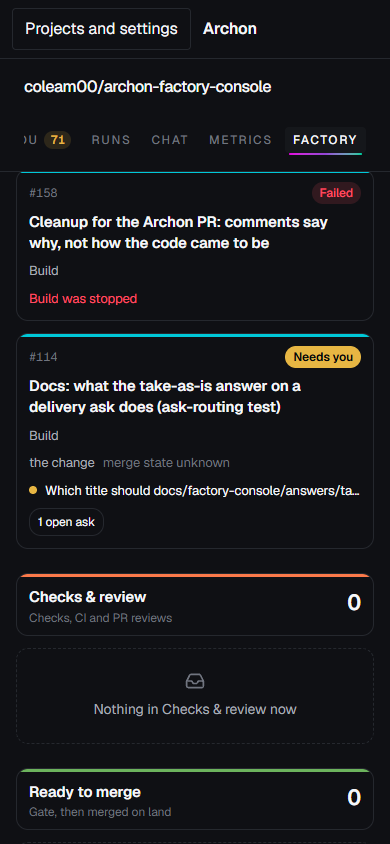 Projects and settings Archon
coleam00/archon-factory-console
OU 71 RUNS CHAT METRICS FACTORY
#158 Failed
Cleanup for the Archon PR: comments say
why, not how the code came to be
Build
Build was stopped
#114 Needs you
Docs: what the take-as-is answer on a
delivery ask does (ask-routing test)
Build
the change merge state unknown
Which title should docs/factory-console/answers/ta...
1 open ask
Checks & review 0
Checks, CI and PR reviews
Nothing in Checks & review now
Ready to merge 0
Gate, then merged on land